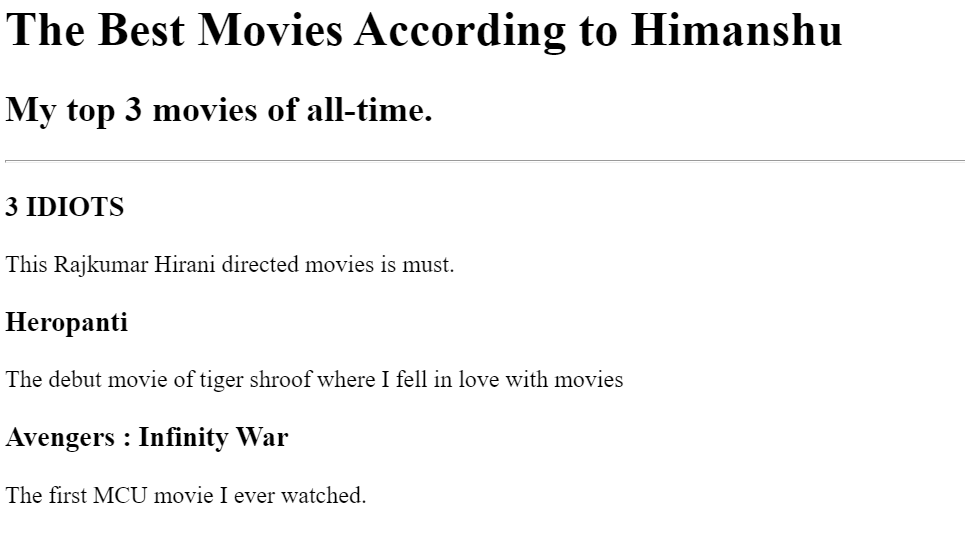 The Best Movies According to Himanshu
My top 3 movies of all-time.
3 IDIOTS
This Rajkumar Hirani directed movies is must.
Heropanti
The debut movie of tiger shroof where I fell in love with movies
Avengers : Infinity War
The first MCU movie I ever watched.